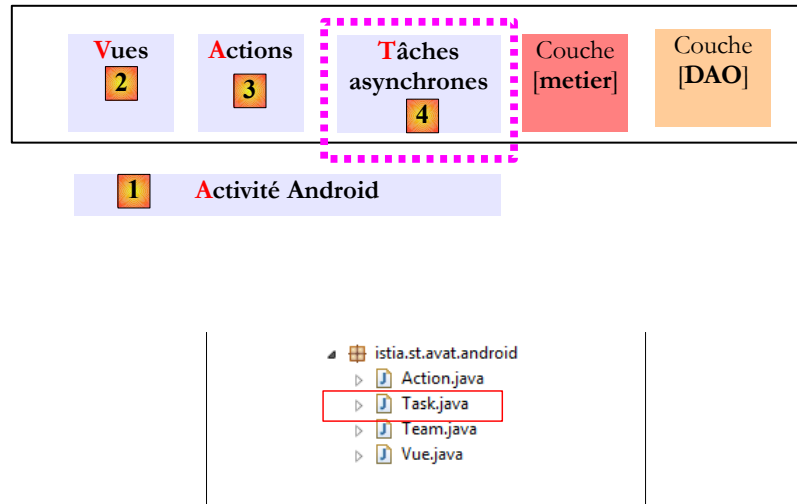 Vues
2
Actions
3
Tâches
asynchrones
4
Couche
[metier]
Couche
[DAO]
1 Activité Android
istia.st.avat.android
Action.java
Task.java
Team.java
Vue.java